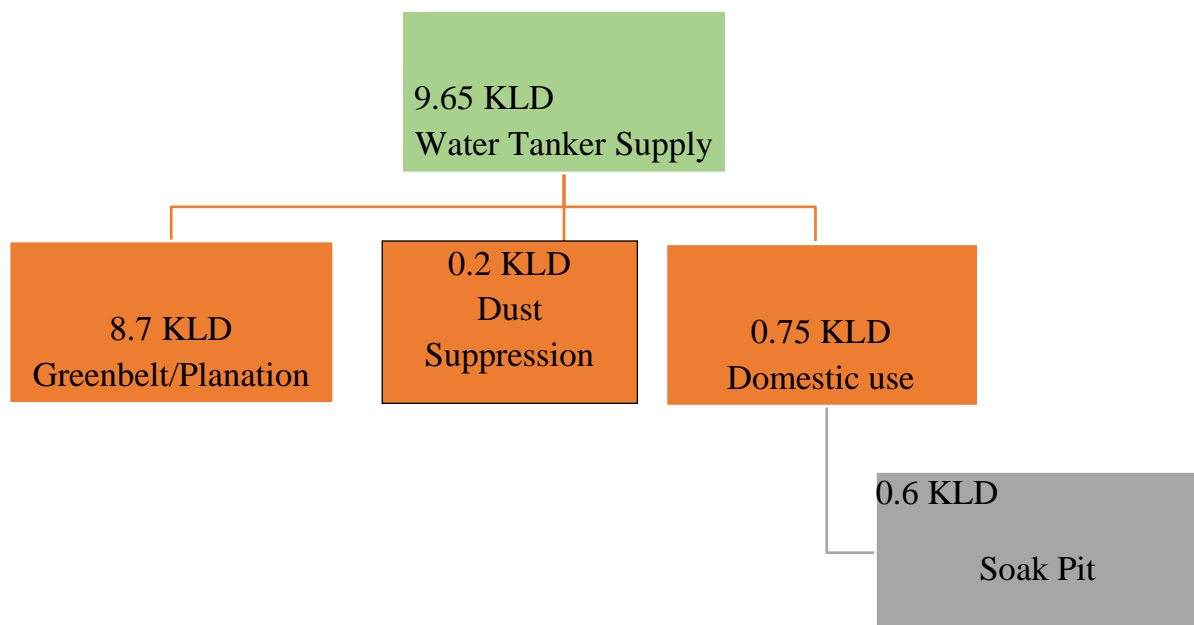 9.65 KLD
Water Tanker Supply
8.7 KLD
Greenbelt/Planation
0.2 KLD
Dust
Suppression
0.75 KLD
Domestic use
0.6 KLD
Soak Pit